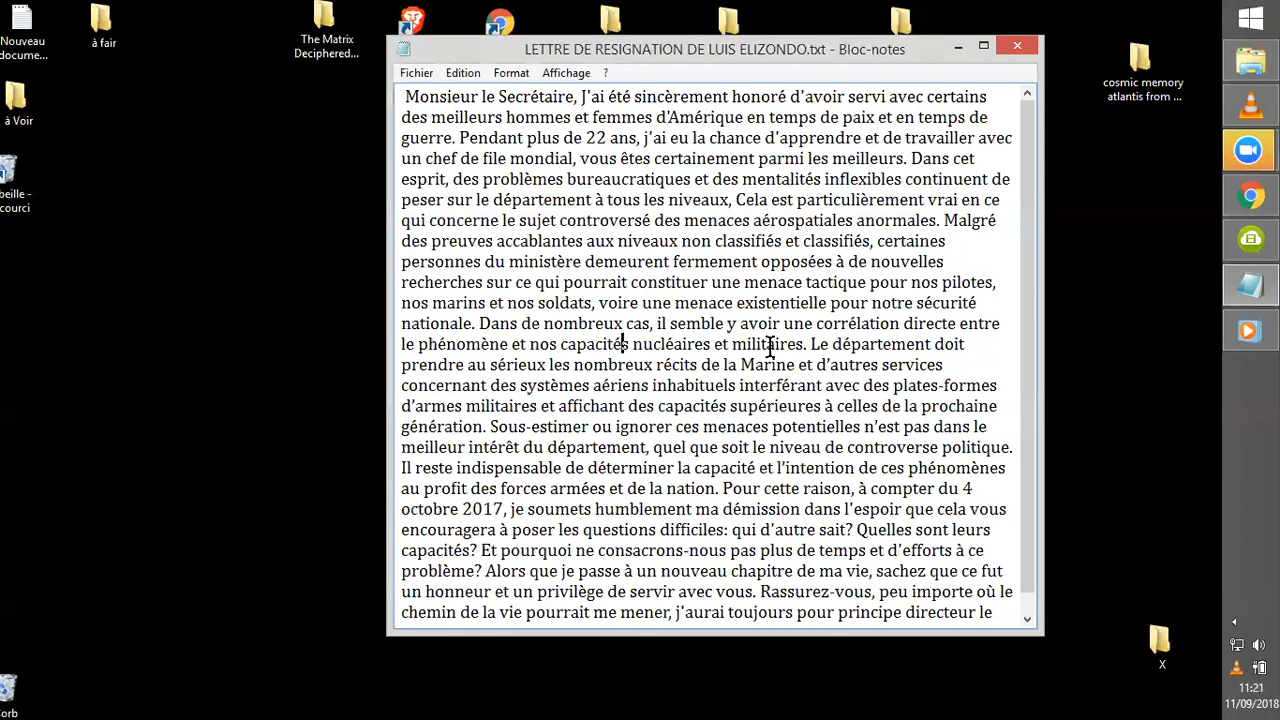 Nouveau
docume...
à fair
The Matrix
Deciphered...
à Voir
beille -
courci
Corb
LETTRE DE RESIGNATION DE LUIS ELIZONDO.txt - Bloc-notes
Fichier Edition Format Affichage ?
Monsieur le Secrétaire, J'ai été sincèrement honoré d'avoir servi avec certains
des meilleurs hommes et femmes d'Amérique en temps de paix et en temps de
guerre. Pendant plus de 22 ans, j'ai eu la chance d'apprendre et de travailler avec
un chef de file mondial, vous êtes certainement parmi les meilleurs. Dans cet
esprit, des problèmes bureaucratiques et des mentalités inflexibles continuent de
peser sur le département à tous les niveaux, Cela est particulièrement vrai en ce
qui concerne le sujet controversé des menaces aérospatiales anormales. Malgré
des preuves accablantes aux niveaux non classifiés et classifiés, certaines
personnes du ministère demeurent fermement opposées à de nouvelles
recherches sur ce qui pourrait constituer une menace tactique pour nos pilotes,
nos marins et nos soldats, voire une menace existentielle pour notre sécurité
nationale. Dans de nombreux cas, il semble y avoir une corrélation directe entre
le phénomène et nos capacités nucléaires et militaires. Le département doit
prendre au sérieux les nombreux récits de la Marine et d’autres services
concernant des systèmes aériens inhabituels interférant avec des plates-formes
d’armes militaires et affichant des capacités supérieures à celles de la prochaine
génération. Sous-estimer ou ignorer ces menaces potentielles n’est pas dans le
meilleur intérêt du département, quel que soit le niveau de controverse politique.
Il reste indispensable de déterminer la capacité et l’intention de ces phénomènes
au profit des forces armées et de la nation. Pour cette raison, à compter du 4
octobre 2017, je soumets humblement ma démission dans l'espoir que cela vous
encouragera à poser les questions difficiles: qui d'autre sait? Quelles sont leurs
capacités? Et pourquoi ne consacrons-nous pas plus de temps et d'efforts à ce
problème? Alors que je passe à un nouveau chapitre de ma vie, sachez que ce fut
un honneur et un privilège de servir avec vous. Rassurez-vous, peu importe où le
chemin de la vie pourrait me mener, j'aurai toujours pour principe directeur le
cosmic memory
atlantis from ...
X
11:21
11/09/2018